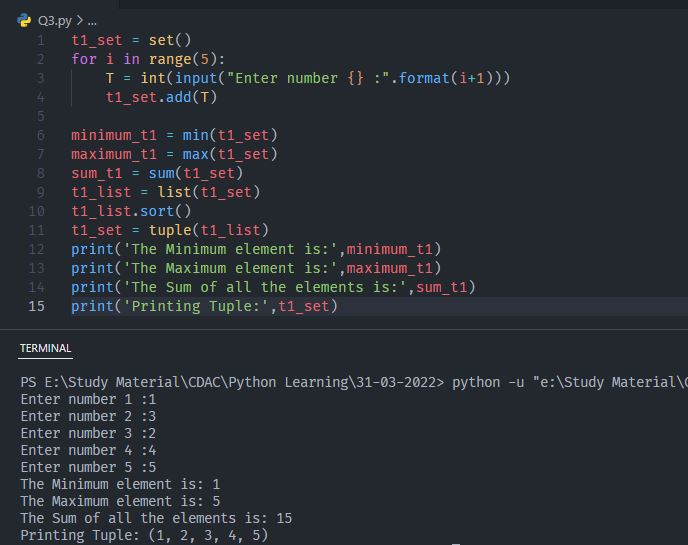 Q3.py > ...
1 t1_set = set()
2 for i in range(5):
3     T = int(input("Enter number {} :".format(i+1)))
4     t1_set.add(T)
5
6 minimum_t1 = min(t1_set)
7 maximum_t1 = max(t1_set)
8 sum_t1 = sum(t1_set)
9 t1_list = list(t1_set)
10 t1_list.sort()
11 t1_set = tuple(t1_list)
12 print('The Minimum element is:',minimum_t1)
13 print('The Maximum element is:',maximum_t1)
14 print('The Sum of all the elements is:',sum_t1)
15 print('Printing Tuple:',t1_set)
TERMINAL
PS E:\Study Material\CDAC\Python Learning\31-03-2022> python -u "e:\Study Material\
Enter number 1 :1
Enter number 2 :3
Enter number 3 :2
Enter number 4 :4
Enter number 5 :5
The Minimum element is: 1
The Maximum element is: 5
The Sum of all the elements is: 15
Printing Tuple: (1, 2, 3, 4, 5)